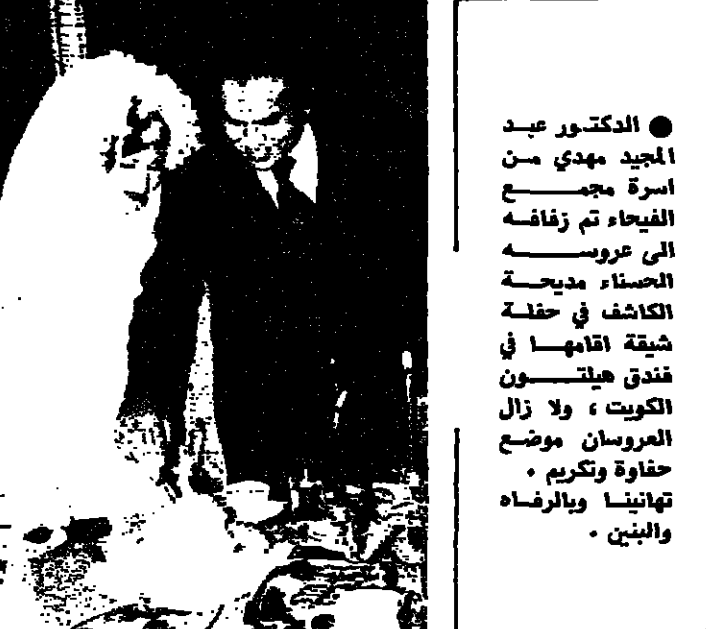 ● الدكتور عبد
المجيد مهدي من
اسرة مجمع
الفيحاء تم زفافه
الى عروسه
الحسناء مديحة
الكاشف في حفلة
شيقة اقامها في
فندق هيلتون
الكويت ، ولا زال
العروسان موضع
حفاوة وتكريم .
تهانينا وبالرفاه
والبنين .